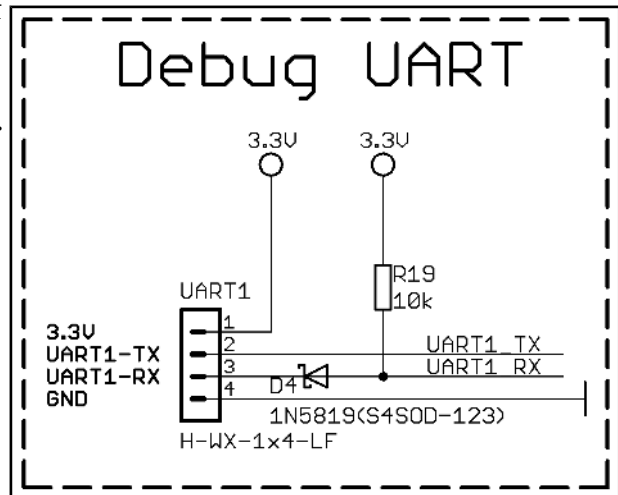 Debug UART
3.3V 3.3V
R19
10k
UART1
3.3V 1
UART1-TX 2 UART1_TX
UART1-RX 3 UART1_RX
GND 4 D4
1N5819(S4SOD-123)
H-WX-1x4-LF